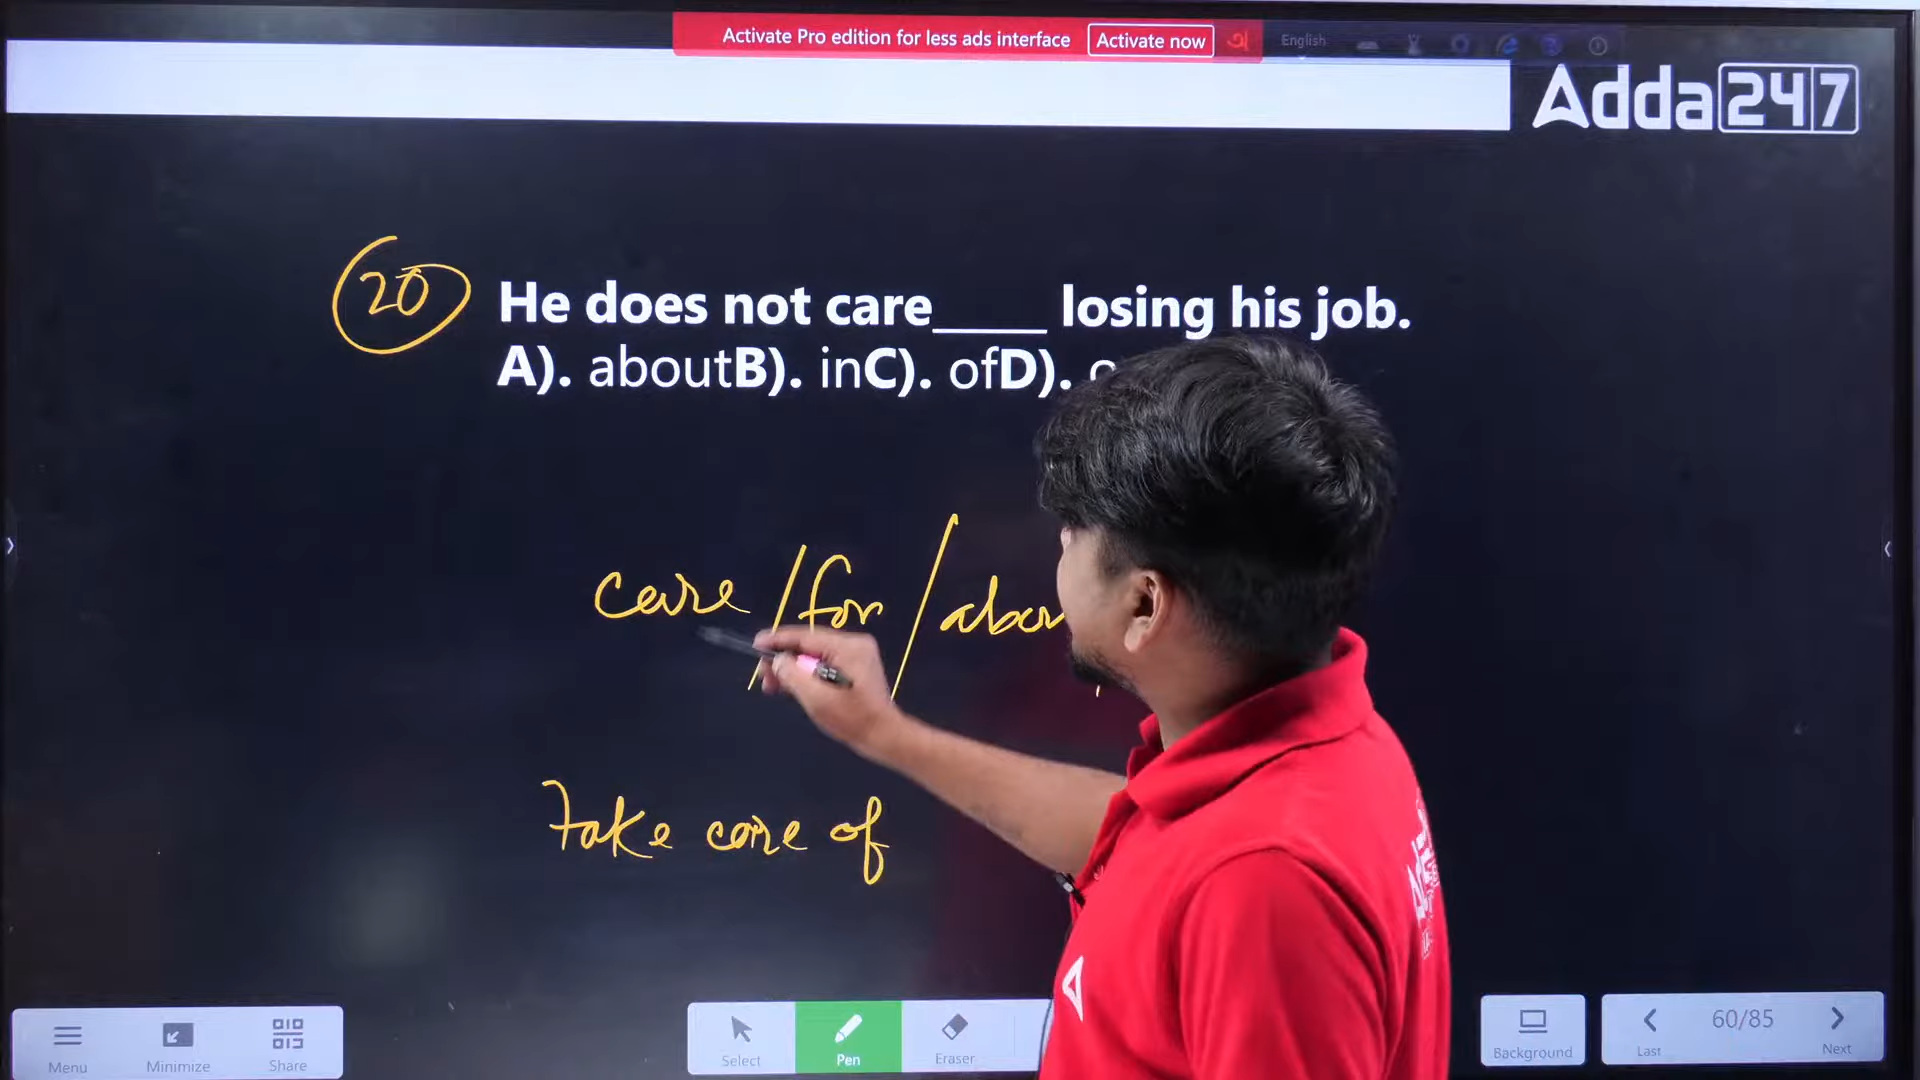 Activate Pro edition for less ads interface Activate now English
Adda247
20 He does not care____ losing his job.
A). aboutB). inC). ofD).
care / for /
Take care of
Menu Minimize Share Select Pen Eraser Background Last 60/85 Next